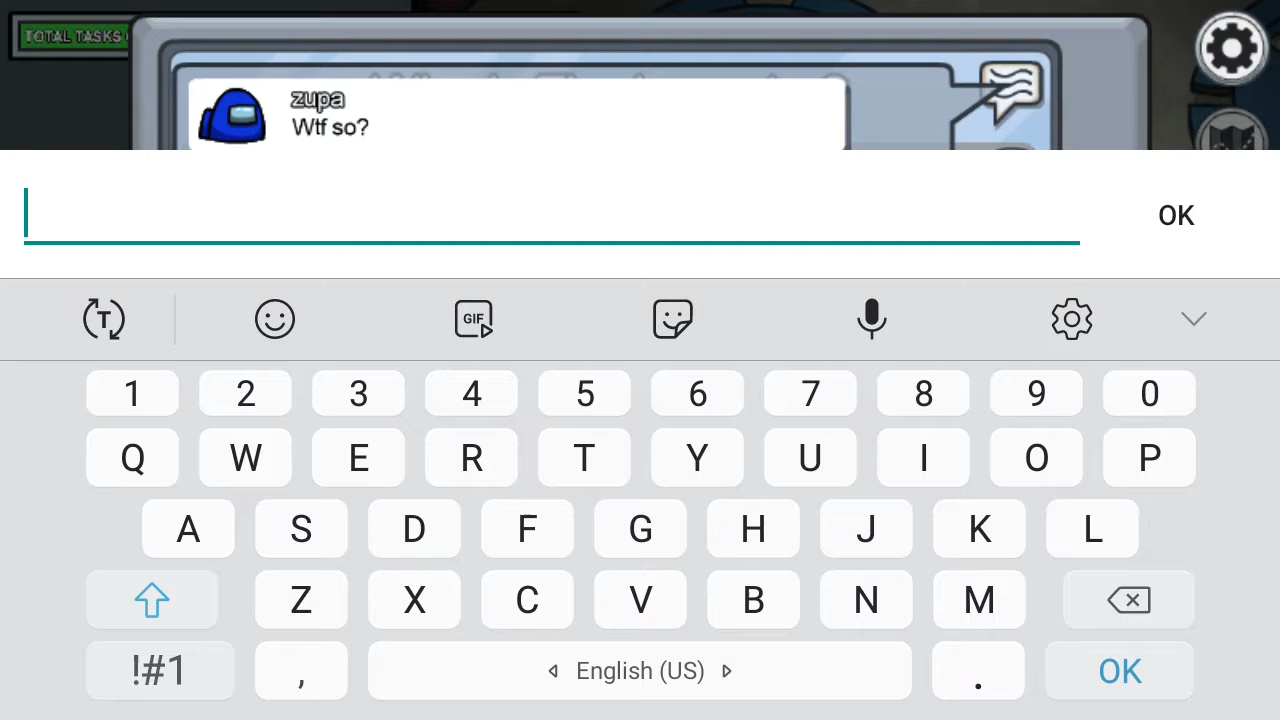 TOTAL TASKS
zupa
Wtf so?
OK
T
GIF
1 2 3 4 5 6 7 8 9 0
Q W E R T Y U I O P
A S D F G H J K L
Z X C V B N M
!#1 , English (US) . OK